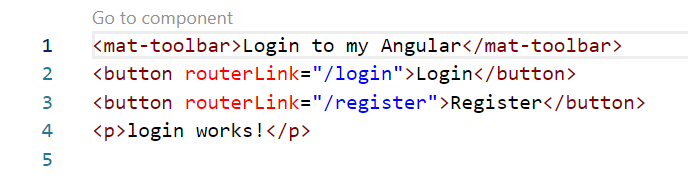 Go to component
1 <mat-toolbar>Login to my Angular</mat-toolbar>
2 <button routerLink="/login">Login</button>
3 <button routerLink="/register">Register</button>
4 <p>login works!</p>
5